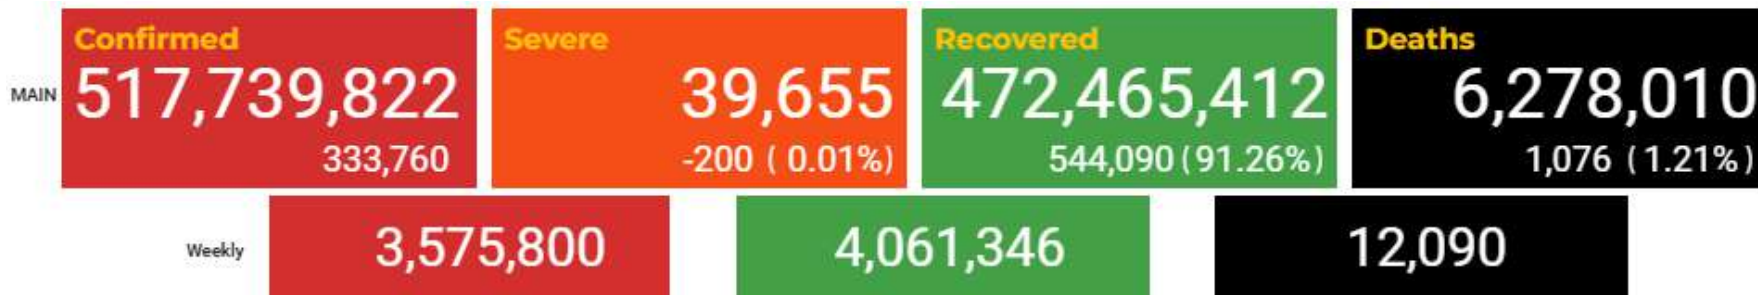 Confirmed Severe Recovered Deaths
MAIN 517,739,822 39,655 472,465,412 6,278,010
333,760 -200 ( 0.01%) 544,090 (91.26%) 1,076 ( 1.21%)
Weekly 3,575,800 4,061,346 12,090